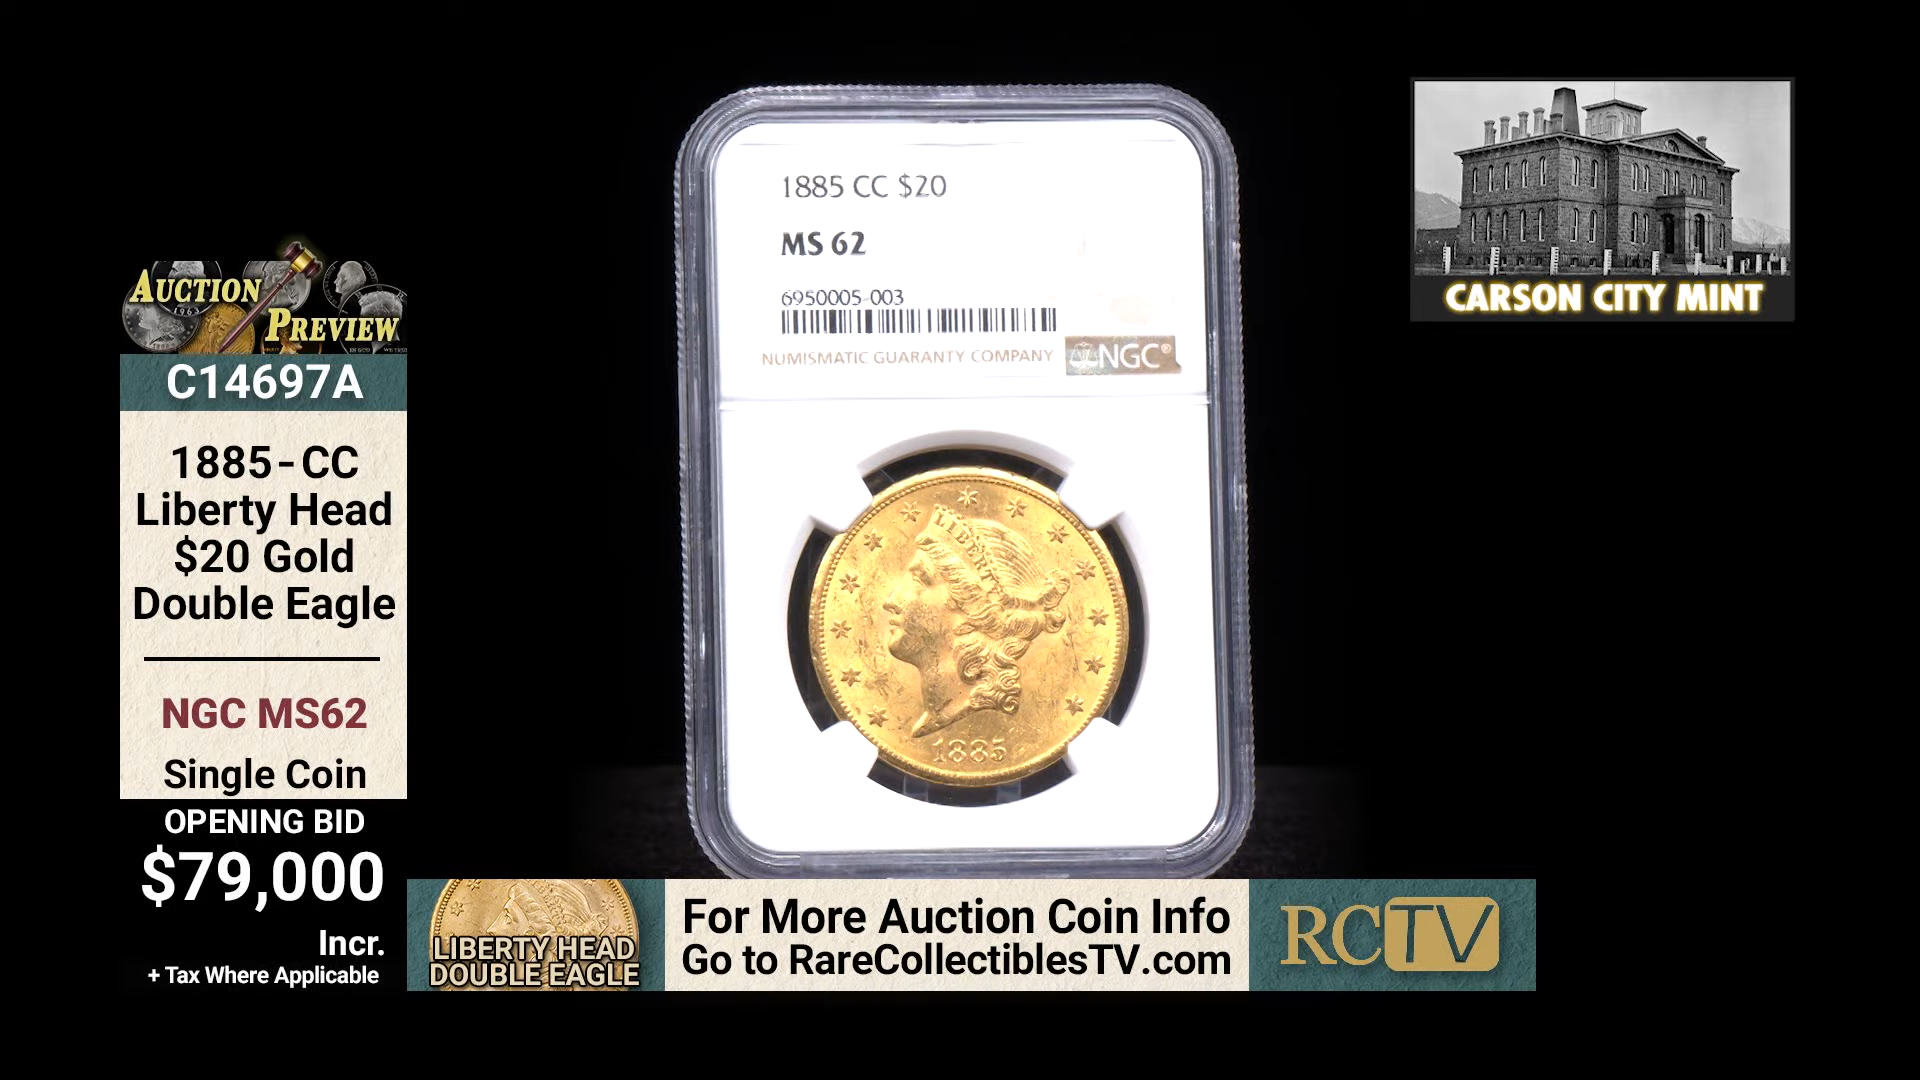 AUCTION
PREVIEW
C14697A
1885-CC
Liberty Head
$20 Gold
Double Eagle
NGC MS62
Single Coin
OPENING BID
$79,000
Incr.
+ Tax Where Applicable
1885 CC $20
MS 62
6950005-003
NUMISMATIC GUARANTY COMPANY
NGC®
LIBERTY
1885
CARSON CITY MINT
LIBERTY HEAD
DOUBLE EAGLE
For More Auction Coin Info
Go to RareCollectiblesTV.com
RCTV